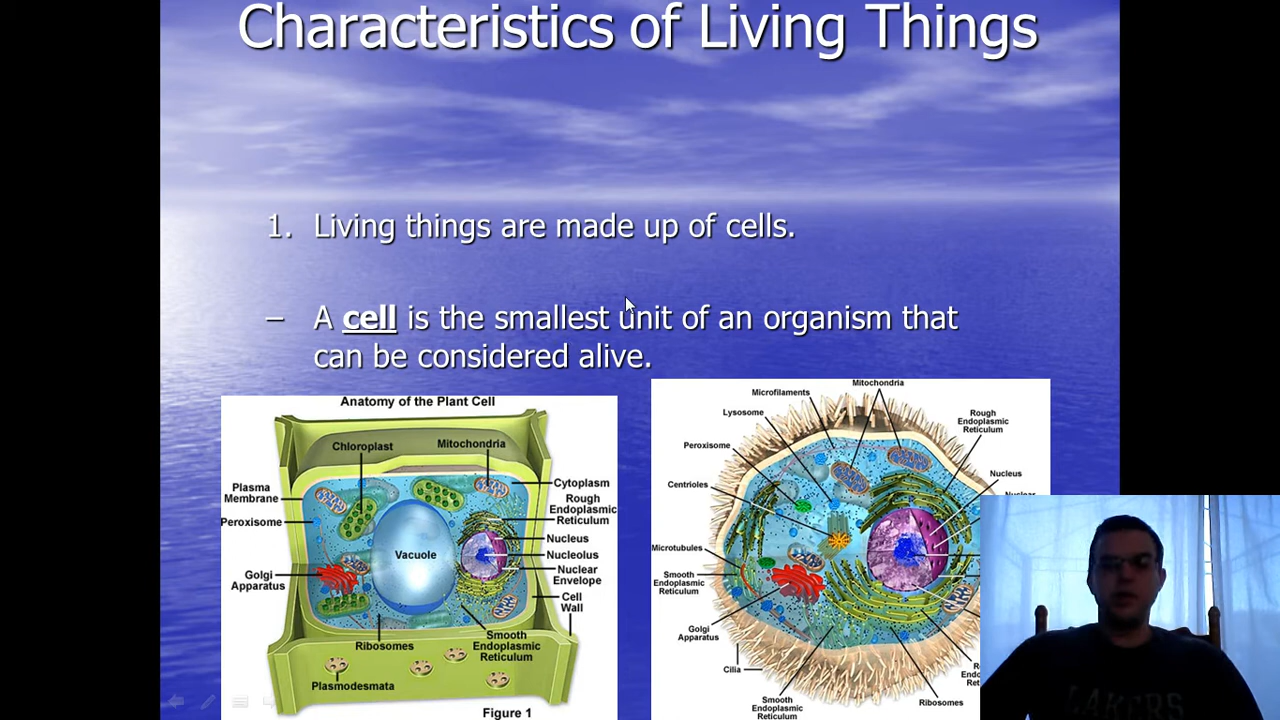 Characteristics of Living Things
1. Living things are made up of cells.
– A cell is the smallest unit of an organism that
can be considered alive.
Anatomy of the Plant Cell
Chloroplast
Mitochondria
Plasma
Membrane
Cytoplasm
Rough
Endoplasmic
Reticulum
Peroxisome
Nucleus
Vacuole
Nucleolus
Nuclear
Envelope
Golgi
Apparatus
Cell
Wall
Ribosomes
Smooth
Endoplasmic
Reticulum
Plasmodesmata
Figure 1
Mitochondria
Microfilaments
Lysosome
Rough
Endoplasmic
Reticulum
Peroxisome
Nucleus
Centrioles
Microtubules
Smooth
Endoplasmic
Reticulum
Golgi
Apparatus
Cilia
Smooth
Endoplasmic
Reticulum
Ribosomes
LAKERS